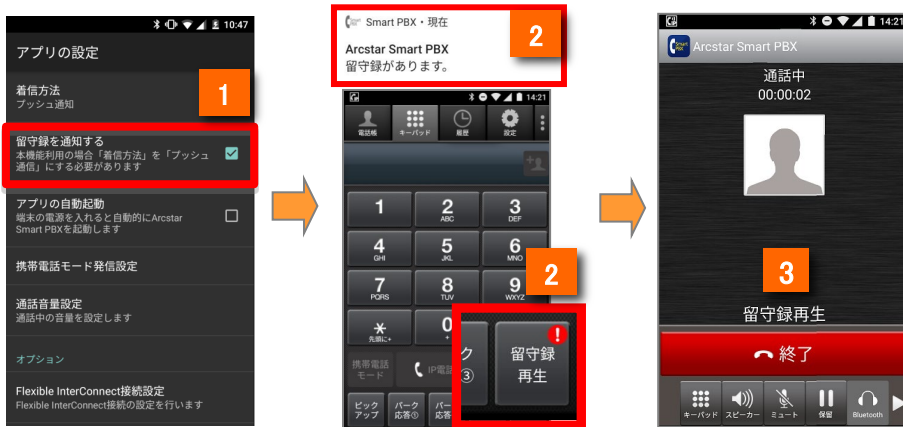 10:47
アプリの設定
着信方法
プッシュ通知
1
留守録を通知する
本機能利用の場合「着信方法」を「プッシュ
通信」にする必要があります
アプリの自動起動
端末の電源を入れると自動的にArcstar
Smart PBXを起動します
携帯電話モード発信設定
通話音量設定
通話中の音量を設定します
オプション
Flexible InterConnect接続設定
Flexible InterConnect接続の設定を行います
Smart PBX・現在
2
Arcstar Smart PBX
留守録があります。
14:21
電話帳 キーパッド 履歴 設定
1 2 ABC 3 DEF
4 GHI 5 JKL 6 MNO
7 PQRS 8 TUV 9 WXYZ
2
* 先頭に+ 0 +
携帯電話
モード
IP電話
ク
③
留守録
再生
!
ピック
アップ
パーク
応答①
パー
応答
14:21
Arcstar Smart PBX
通話中
00:00:02
3
留守録再生
終了
キーパッド スピーカー ミュート 保留 Bluetooth